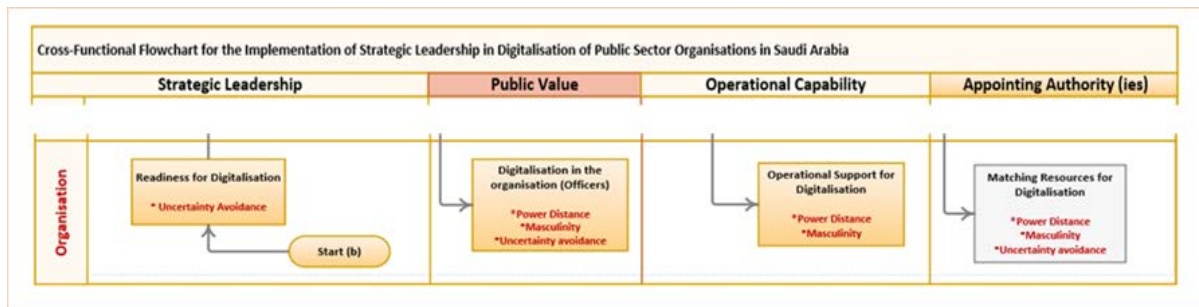 Cross-Functional Flowchart for the Implementation of Strategic Leadership in Digitalisation of Public Sector Organisations in Saudi Arabia
Strategic Leadership
Public Value
Operational Capability
Appointing Authority (ies)
Organisation
Readiness for Digitalisation
* Uncertainty Avoidance
Start (b)
Digitalisation in the
organisation (Officers)
*Power Distance
*Masculinity
*Uncertainty avoidance
Operational Support for
Digitalisation
*Power Distance
*Masculinity
Matching Resources for
Digitalisation
*Power Distance
*Masculinity
*Uncertainty avoidance